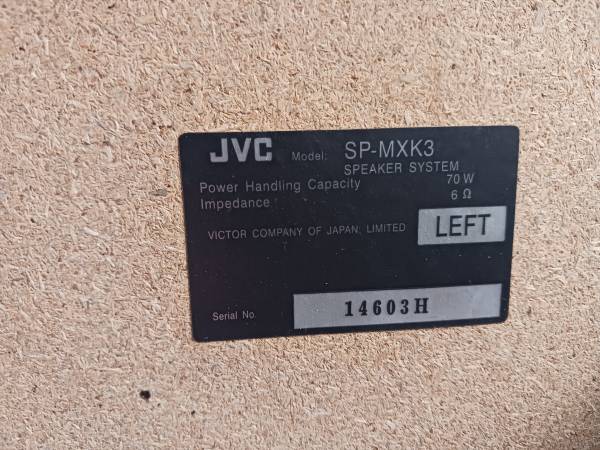 JVC Model: SP-MXK3
SPEAKER SYSTEM
Power Handling Capacity 70 W
Impedance : 6 Ω
VICTOR COMPANY OF JAPAN, LIMITED
LEFT
Serial No. 14603H